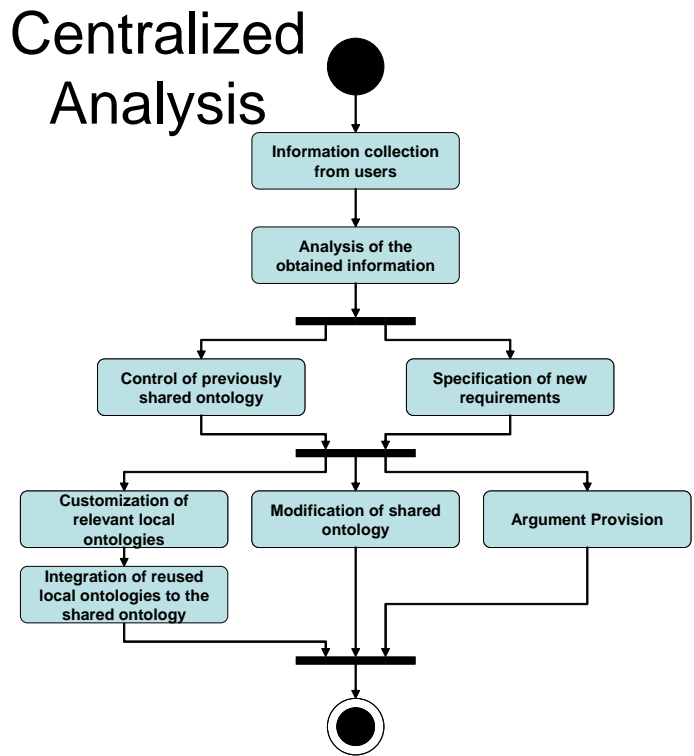 Centralized
Analysis
Information collection
from users
Analysis of the
obtained information
Control of previously
shared ontology
Specification of new
requirements
Customization of
relevant local
ontologies
Modification of shared
ontology
Argument Provision
Integration of reused
local ontologies to the
shared ontology